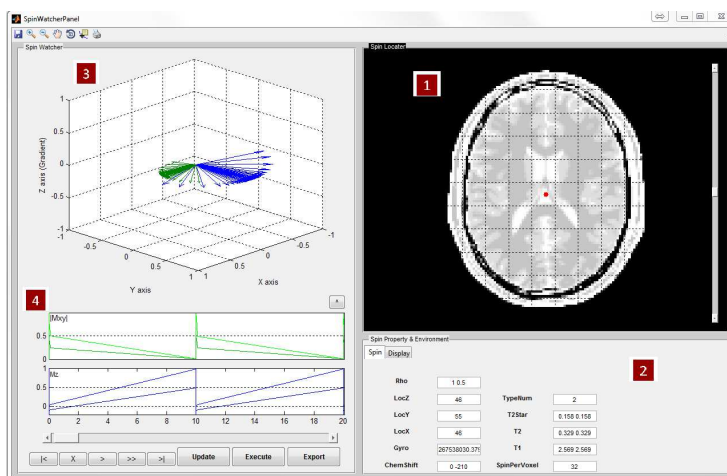 SpinWatcherPanel
Spin Watcher
3
1
0.5
0
-0.5
-1
Z axis (Gradient)
-1
-0.5
0
0.5
1
Y axis
1
0.5
0
-0.5
-1
X axis
^
4
|Mxy|
0.5
0
Mz
1
0.5
0
0 2 4 6 8 10 12 14 16 18 20
|< X > >> >| Update Execute Export
Spin Locater
1
Spin Property & Environment
Spin Display
2
Rho 1 0.5
LocZ 46 TypeNum 2
LocY 55 T2Star 0.158 0.158
LocX 46 T2 0.329 0.329
Gyro 267538030.379 T1 2.569 2.569
ChemShift 0 -210 SpinPerVoxel 32